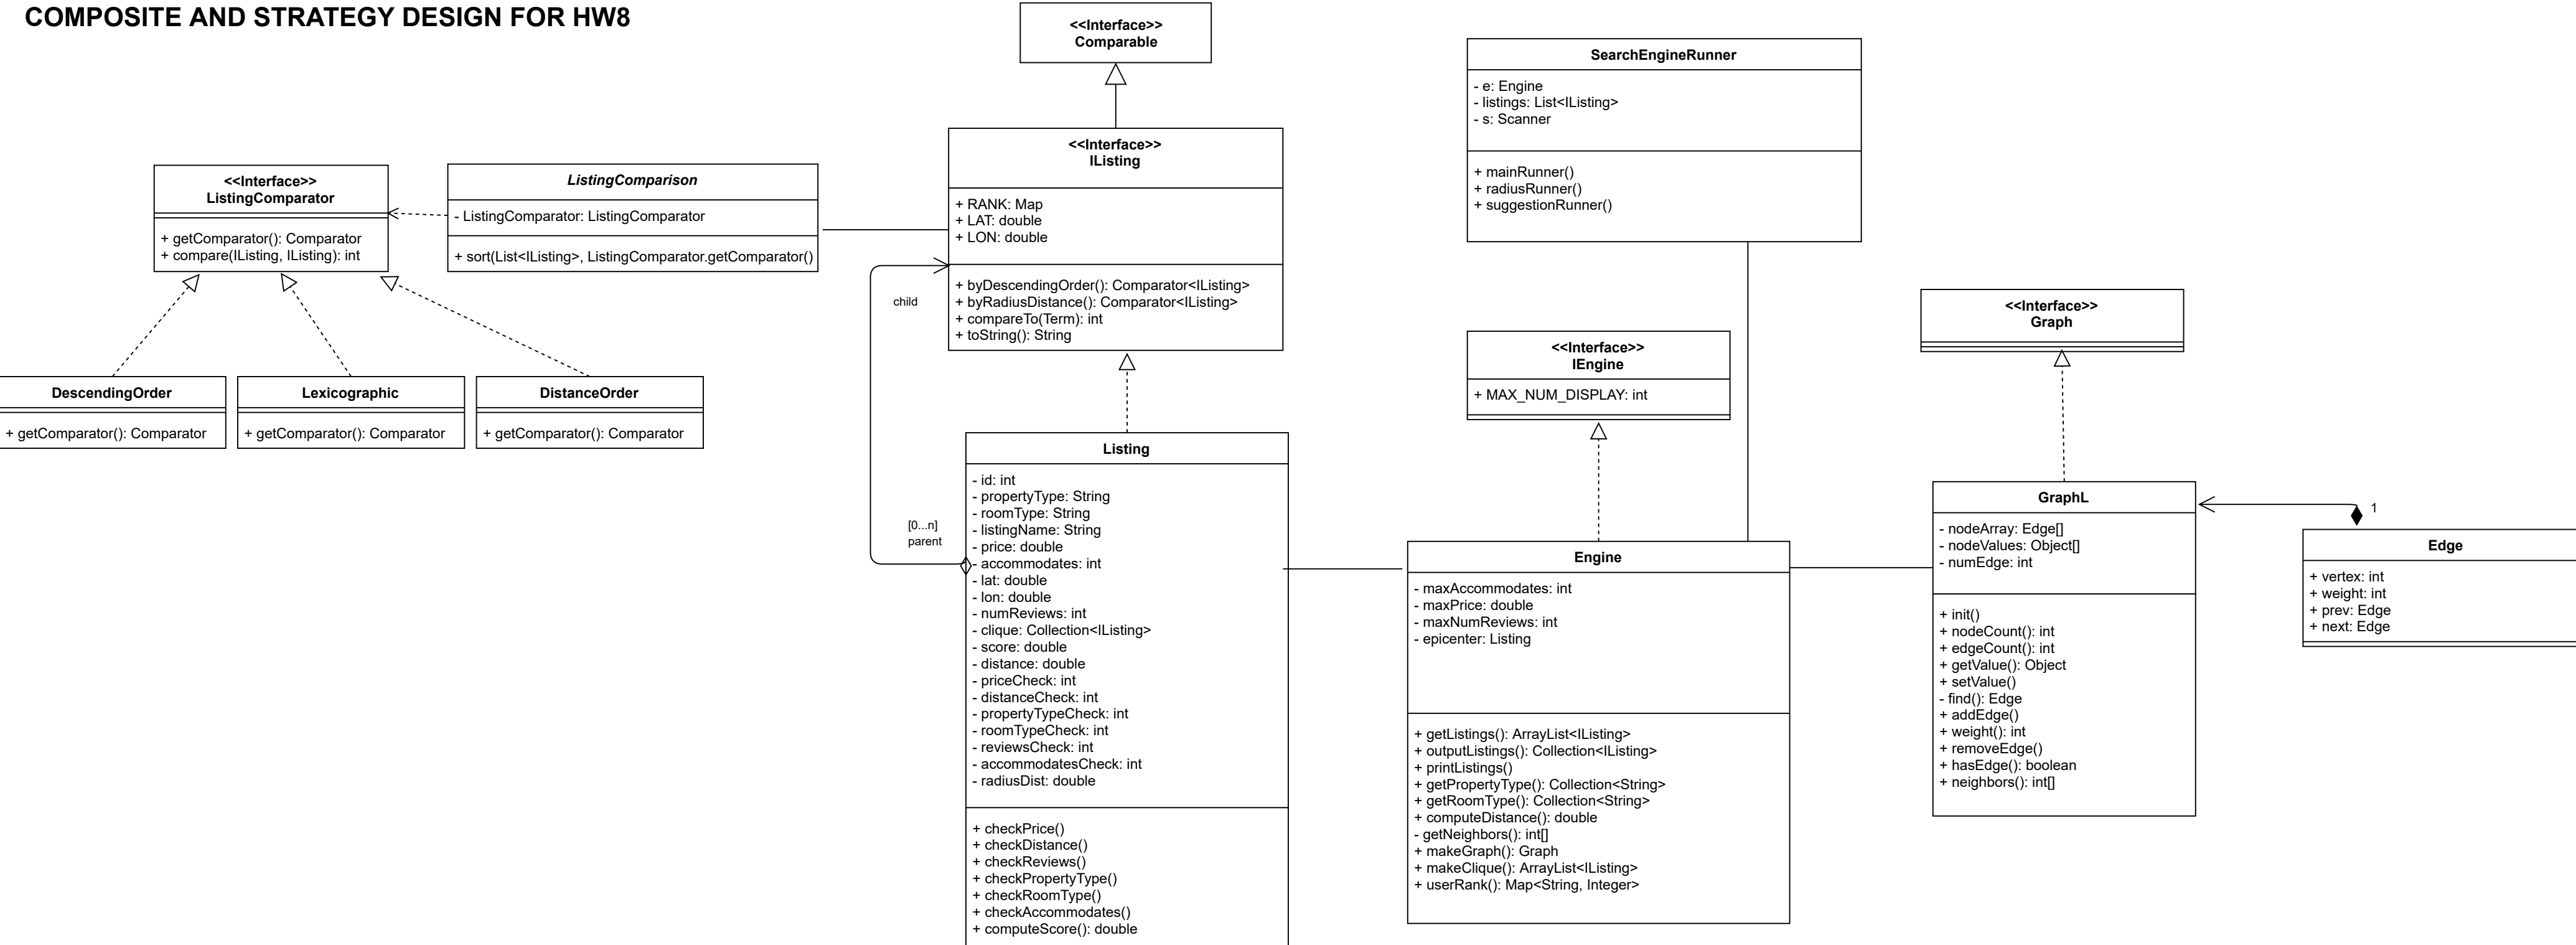 COMPOSITE AND STRATEGY DESIGN FOR HW8
<<Interface>>
Comparable
SearchEngineRunner
- e: Engine
- listings: List<IListing>
- s: Scanner
+ mainRunner()
+ radiusRunner()
+ suggestionRunner()
<<Interface>>
IListing
+ RANK: Map
+ LAT: double
+ LON: double
+ byDescendingOrder(): Comparator<IListing>
+ byRadiusDistance(): Comparator<IListing>
+ compareTo(Term): int
+ toString(): String
<<Interface>>
ListingComparator
+ getComparator(): Comparator
+ compare(IListing, IListing): int
ListingComparison
- ListingComparator: ListingComparator
+ sort(List<IListing>, ListingComparator.getComparator()
child
[0...n]
parent
DescendingOrder
+ getComparator(): Comparator
Lexicographic
+ getComparator(): Comparator
DistanceOrder
+ getComparator(): Comparator
Listing
- id: int
- propertyType: String
- roomType: String
- listingName: String
- price: double
- accommodates: int
- lat: double
- lon: double
- numReviews: int
- clique: Collection<IListing>
- score: double
- distance: double
- priceCheck: int
- distanceCheck: int
- propertyTypeCheck: int
- roomTypeCheck: int
- reviewsCheck: int
- accommodatesCheck: int
- radiusDist: double
+ checkPrice()
+ checkDistance()
+ checkReviews()
+ checkPropertyType()
+ checkRoomType()
+ checkAccommodates()
+ computeScore(): double
<<Interface>>
IEngine
+ MAX_NUM_DISPLAY: int
Engine
- maxAccommodates: int
- maxPrice: double
- maxNumReviews: int
- epicenter: Listing
+ getListings(): ArrayList<IListing>
+ outputListings(): Collection<IListing>
+ printListings()
+ getPropertyType(): Collection<String>
+ getRoomType(): Collection<String>
+ computeDistance(): double
- getNeighbors(): int[]
+ makeGraph(): Graph
+ makeClique(): ArrayList<IListing>
+ userRank(): Map<String, Integer>
<<Interface>>
Graph
GraphL
- nodeArray: Edge[]
- nodeValues: Object[]
- numEdge: int
+ init()
+ nodeCount(): int
+ edgeCount(): int
+ getValue(): Object
+ setValue()
- find(): Edge
+ addEdge()
+ weight(): int
+ removeEdge()
+ hasEdge(): boolean
+ neighbors(): int[]
1
Edge
+ vertex: int
+ weight: int
+ prev: Edge
+ next: Edge